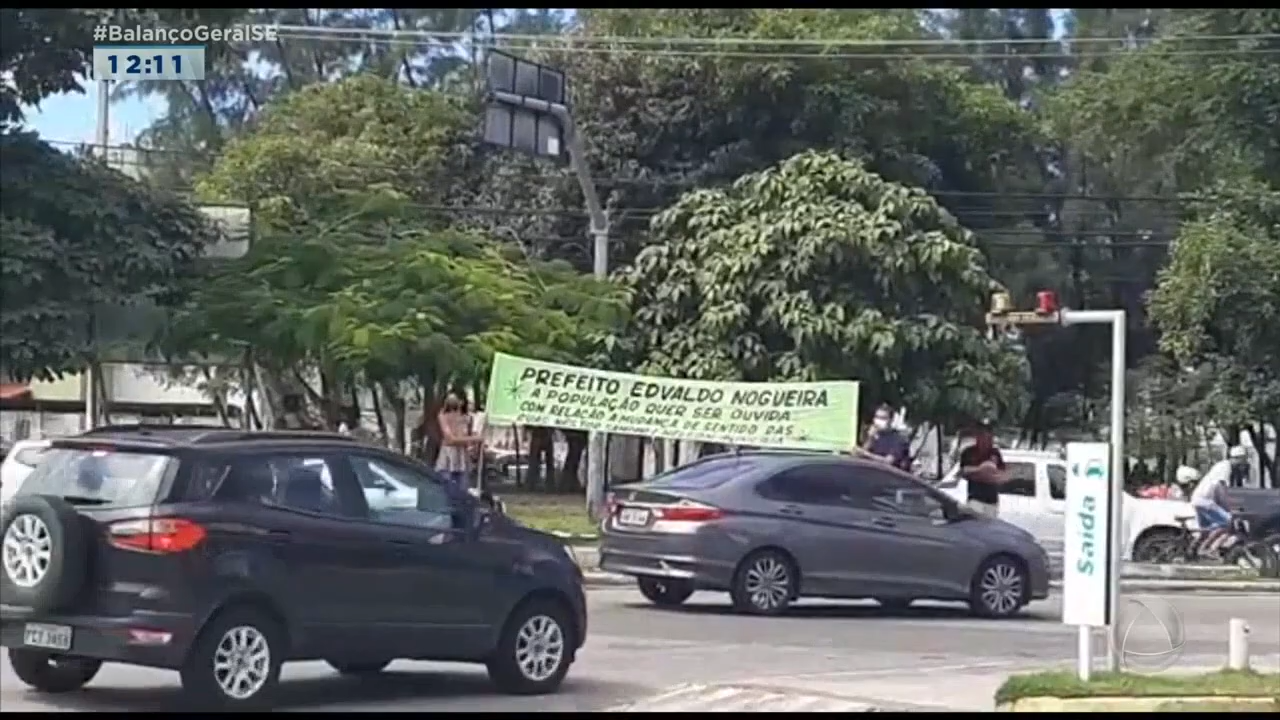 #BalançoGeralSE
12:11
PREFEITO EDVALDO NOGUEIRA
A POPULAÇÃO QUER SER OUVIDA
COM RELAÇÃO A MUDANÇA DE SENTIDO DAS
Saída